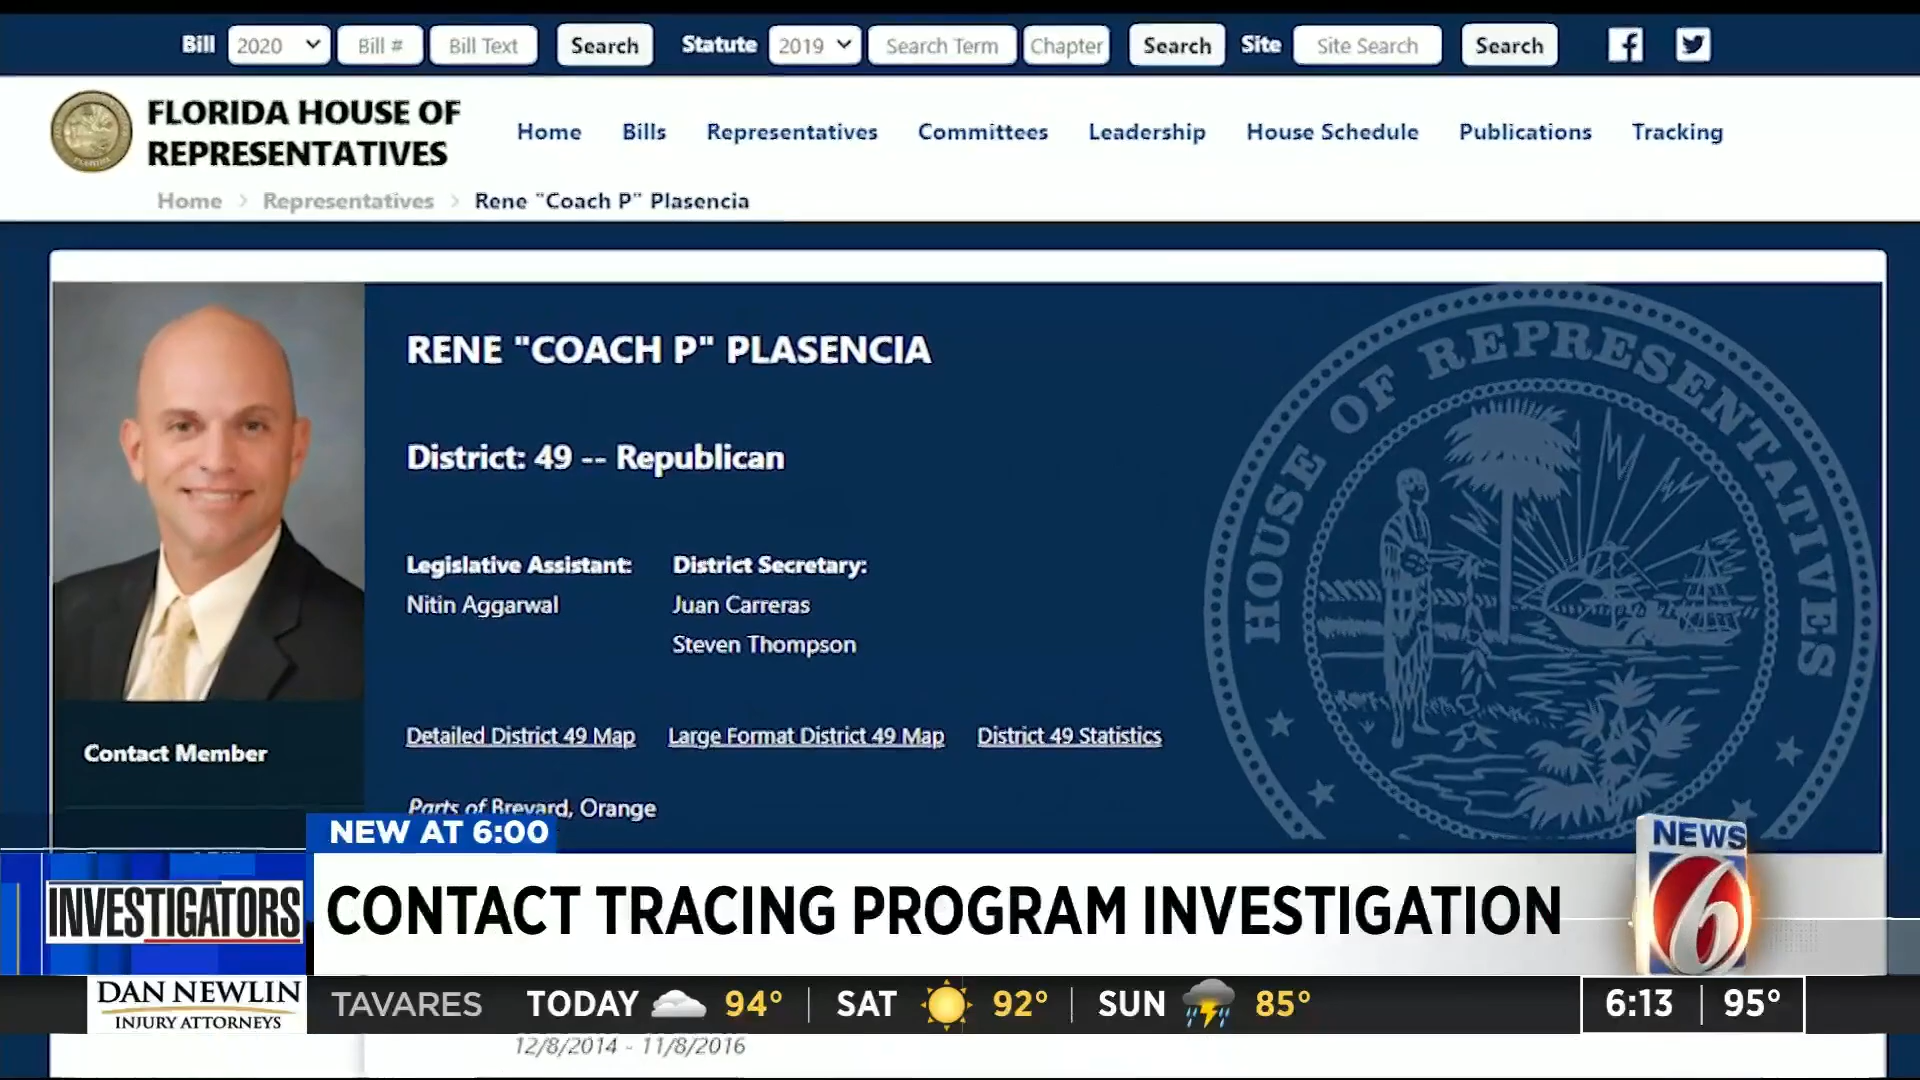 Bill 2020 Bill # Bill Text Search Statute 2019 Search Term Chapter Search Site Site Search Search
FLORIDA HOUSE OF
REPRESENTATIVES
Home Bills Representatives Committees Leadership House Schedule Publications Tracking
Home > Representatives > Rene "Coach P" Plasencia
RENE "COACH P" PLASENCIA
District: 49 -- Republican
Legislative Assistant:
Nitin Aggarwal
District Secretary:
Juan Carreras
Steven Thompson
Detailed District 49 Map Large Format District 49 Map District 49 Statistics
Parts of Brevard, Orange
Contact Member
HOUSE OF REPRESENTATIVES
NEW AT 6:00
INVESTIGATORS
CONTACT TRACING PROGRAM INVESTIGATION
NEWS
6
DAN NEWLIN
INJURY ATTORNEYS
TAVARES TODAY 94° SAT 92° SUN 85°
6:13 95°
12/8/2014 - 11/8/2016